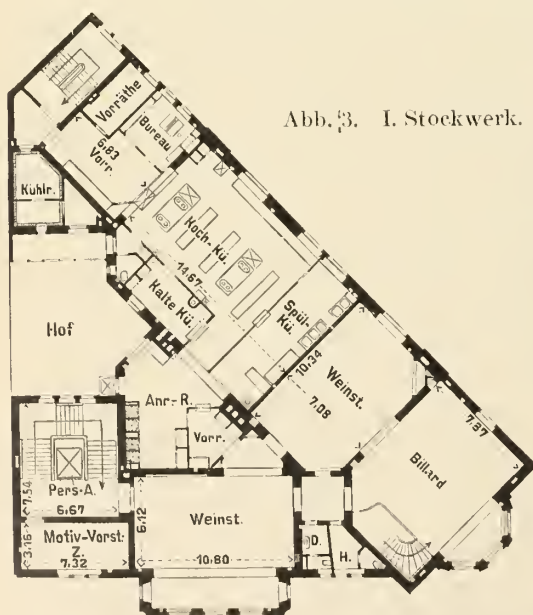 Abb. 3. I. Stockwerk.
Vorräthe
Bureau
6,83
Vorr.
Kühlr.
Koch-Kü.
14,67
Kalte Kü.
Spül-
Kü.
Hof
10,34
Weinst.
7,08
Anr.-R.
Vorr.
7,87
Billard
7,54
Pers.-A.
6,67
6,12
Weinst.
10,80
3,16
Motiv-Vorst.
Z.
7,32
D.
H.